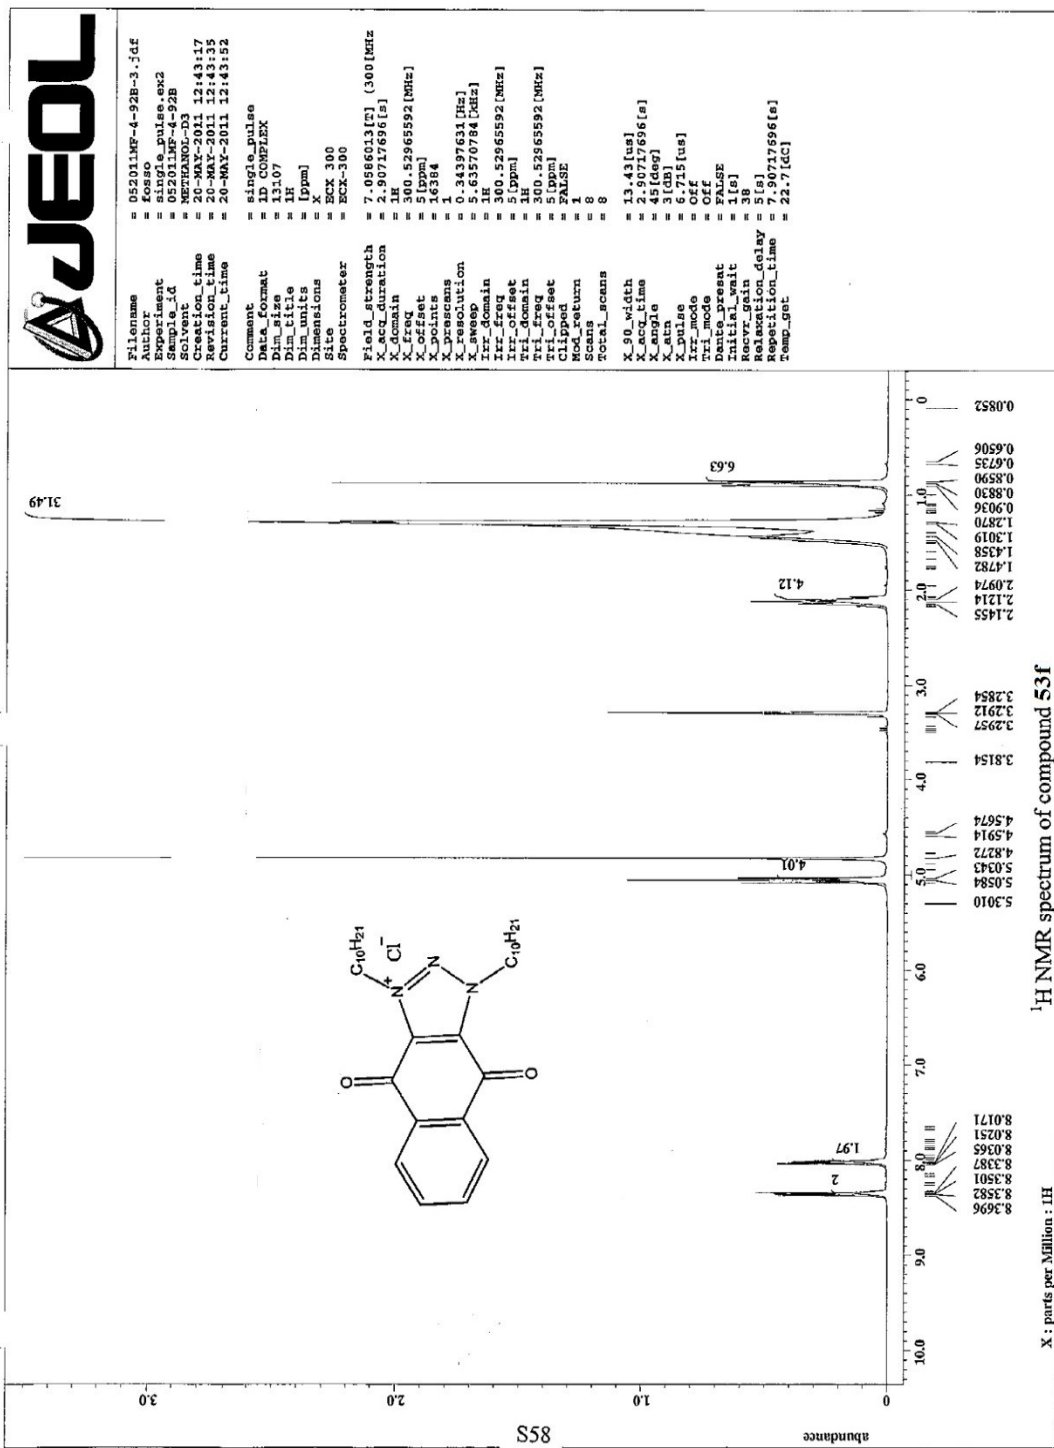 JEOL
Filename = 052011MF-4-92B-3.jdf
Author = fosso
Experiment = single_pulse.ex2
Sample_id = 052011MF-4-92B
Solvent = METHANOL-D3
Creation_time = 20-MAY-2011 12:43:17
Revision_time = 20-MAY-2011 12:43:35
Current_time = 20-MAY-2011 12:43:52
Comment = single_pulse
Data_format = 1D COMPLEX
Dim_size = 13107
Dim_title = 1H
Dim_units = [ppm]
Dimensions = X
Site = ECX 300
Spectrometer = ECX-300
Field_strength = 7.0586013[T] (300[MHz
X_acq_duration = 2.90717696[s]
X_domain = 1H
X_freq = 300.52965592[MHz]
X_offset = 5[ppm]
X_points = 16384
X_prescans = 1
X_resolution = 0.34397631[Hz]
X_sweep = 5.63570784[kHz]
Irr_domain = 1H
Irr_freq = 300.52965592[MHz]
Irr_offset = 5[ppm]
Tri_domain = 1H
Tri_freq = 300.52965592[MHz]
Tri_offset = 5[ppm]
Clipped = FALSE
Mod_return = 1
Scans = 8
Total_scans = 8
X_90_width = 13.43[us]
X_acq_time = 2.90717696[s]
X_angle = 45[deg]
X_atn = 3[dB]
X_pulse = 6.715[us]
Irr_mode = Off
Tri_mode = Off
Dante_presat = FALSE
Initial_wait = 1[s]
Recvr_gain = 38
Relaxation_delay = 5[s]
Repetition_time = 7.90717696[s]
Temp_get = 22.7[dC]
abundance
0 1.0 2.0 3.0
S58
2
1.97
4.01
4.12
31.49
6.63
O
O
N
+
N
N
C10H21
Cl−
C10H21
10.0 9.0 8.0 7.0 6.0 5.0 4.0 3.0 2.0 1.0 0
8.3696
8.3582
8.3501
8.3387
8.0365
8.0251
8.0171
5.3010
5.0584
5.0343
4.8272
4.5914
4.5674
3.8154
3.2957
3.2912
3.2854
2.1455
2.1214
2.0974
1.4782
1.4358
1.3019
1.2870
0.9036
0.8830
0.8590
0.6735
0.6506
0.0852
X : parts per Million : 1H
1H NMR spectrum of compound 53f